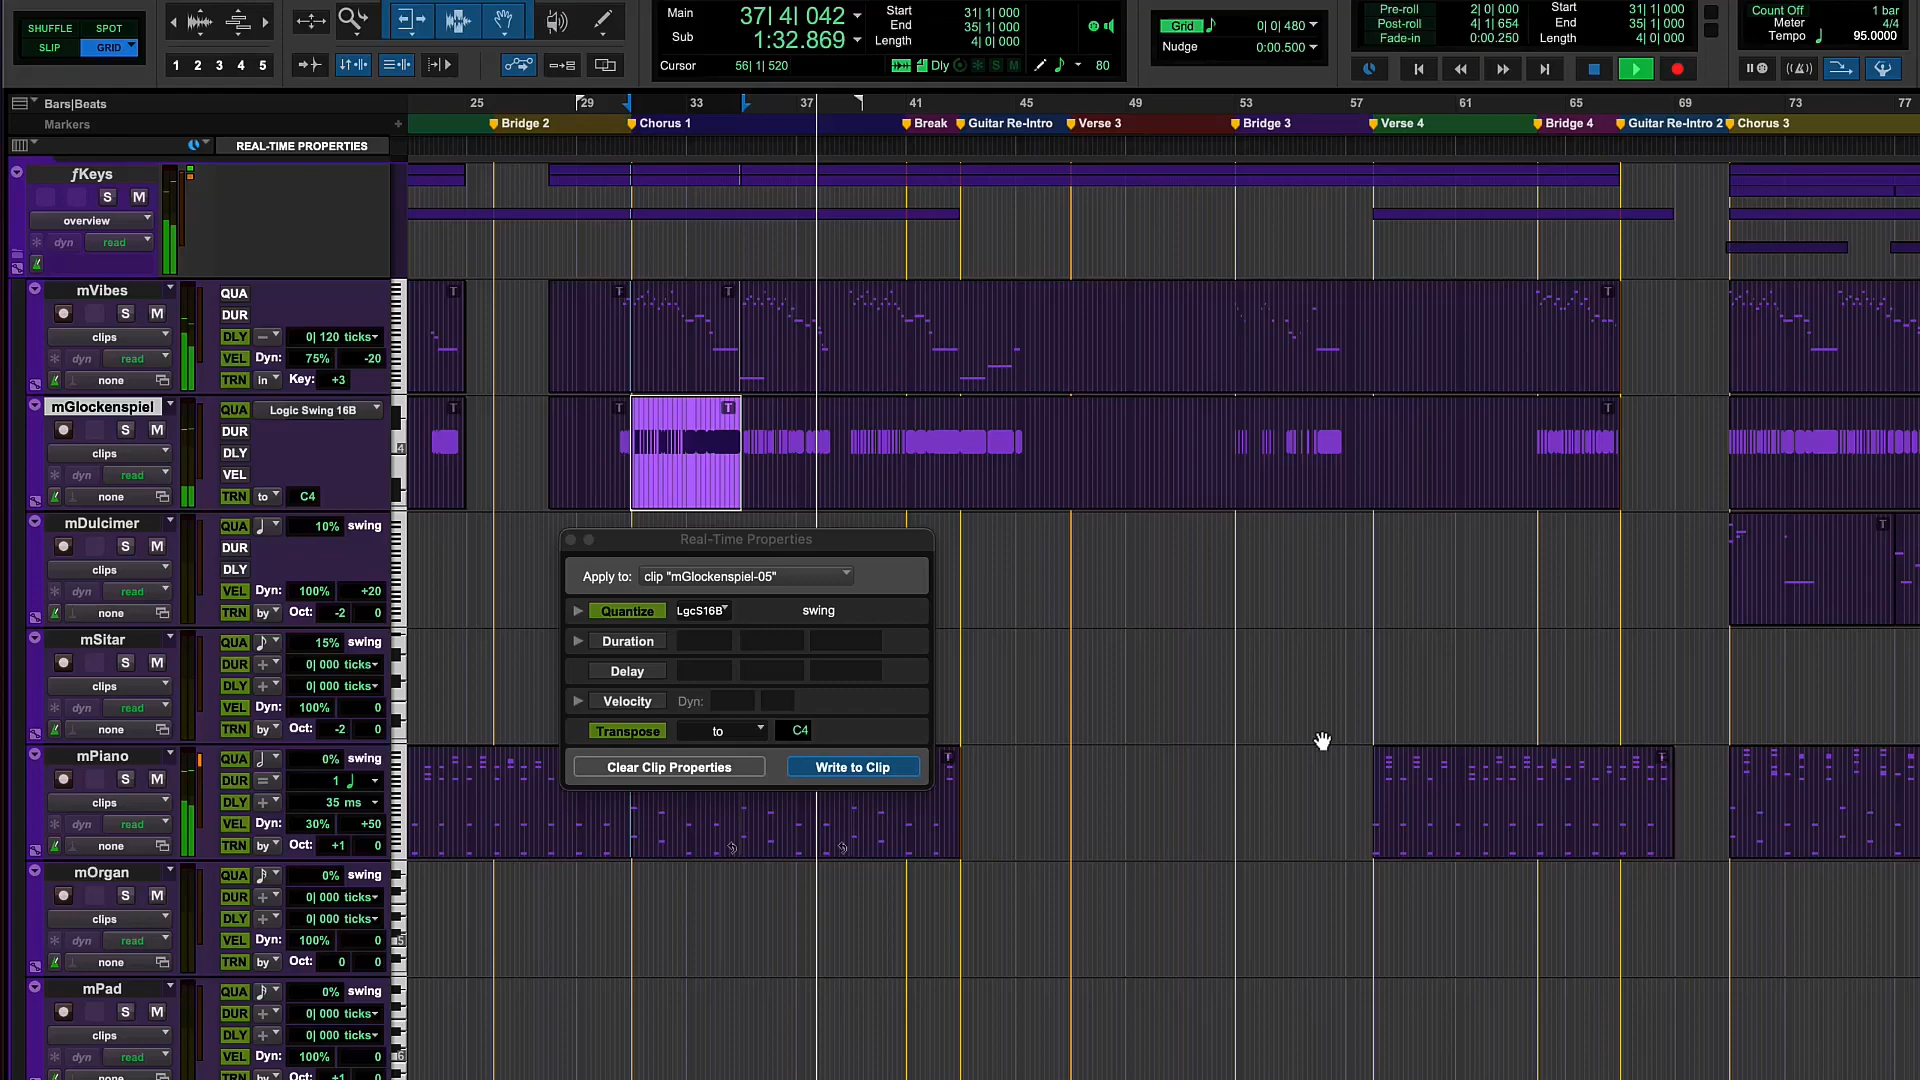 SHUFFLE SPOT
SLIP GRID
1 2 3 4 5
Main 37| 4| 042
Sub 1:32.869
Start 31| 1| 000
End 35| 1| 000
Length 4| 0| 000
Cursor 56| 1| 520
Dly S M 80
Grid 0| 0| 480
Nudge 0:00.500
Pre-roll 2| 0| 000
Post-roll 4| 1| 654
Fade-in 0:00.250
Start 31| 1| 000
End 35| 1| 000
Length 4| 0| 000
Count Off 1 bar
Meter 4/4
Tempo 95.0000
Bars|Beats 25 29 33 37 41 45 49 53 57 61 65 69 73 77
Markers + Bridge 2 Chorus 1 Break Guitar Re-Intro Verse 3 Bridge 3 Verse 4 Bridge 4 Guitar Re-Intro 2 Chorus 3
REAL-TIME PROPERTIES
ƒKeys
S M
overview
dyn read
mVibes QUA
S M DUR
clips DLY 0| 120 ticks
dyn read VEL Dyn: 75% -20
none TRN In Key: +3
T T T T
mGlockenspiel QUA Logic Swing 16B
S M DUR
clips DLY
dyn read VEL
none TRN to C4
T T T T
4
mDulcimer QUA 10% swing
S M DUR
clips DLY
dyn read VEL Dyn: 100% +20
none TRN by Oct: -2 0
T
mSitar QUA 15% swing
S M DUR 0| 000 ticks
clips DLY 0| 000 ticks
dyn read VEL 100% 0
none TRN by Oct: -2 0
mPiano QUA 0% swing
S M DUR = 1
clips DLY + 35 ms
dyn read VEL Dyn: 30% +50
none TRN by Oct: +1 0
T T
mOrgan QUA 0% swing
S M DUR + 0| 000 ticks
clips DLY + 0| 000 ticks
dyn read VEL Dyn: 100% 0
none TRN by Oct: 0 0
5
mPad QUA 0% swing
S M DUR + 0| 000 ticks
clips DLY + 0| 000 ticks
dyn read VEL Dyn: 100% 0
none TRN by Oct: +1 0
6
Real-Time Properties
Apply to: clip "mGlockenspiel-05"
Quantize LgcS16B swing
Duration
Delay
Velocity Dyn:
Transpose to C4
Clear Clip Properties Write to Clip